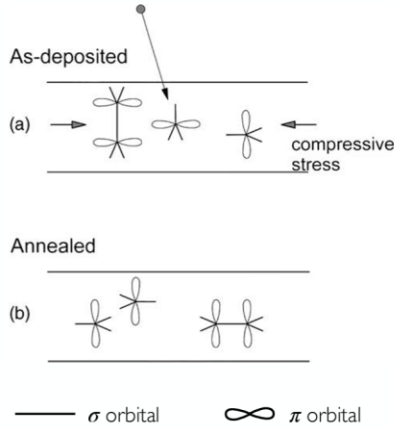 As-deposited
(a)
compressive
stress
Annealed
(b)
σ orbital
π orbital